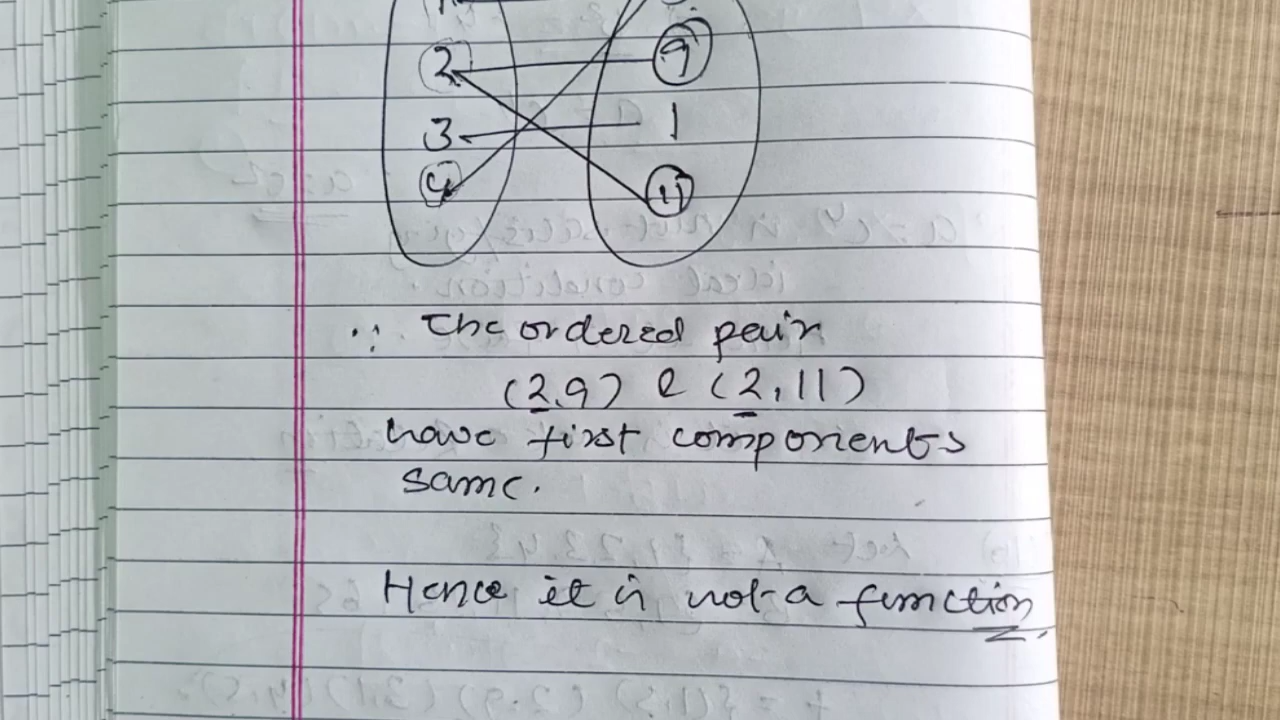 2 9
3 1
4 11
∴ The ordered pair
(2,9) & (2,11)
have first components
same.
Hence it is not a function.